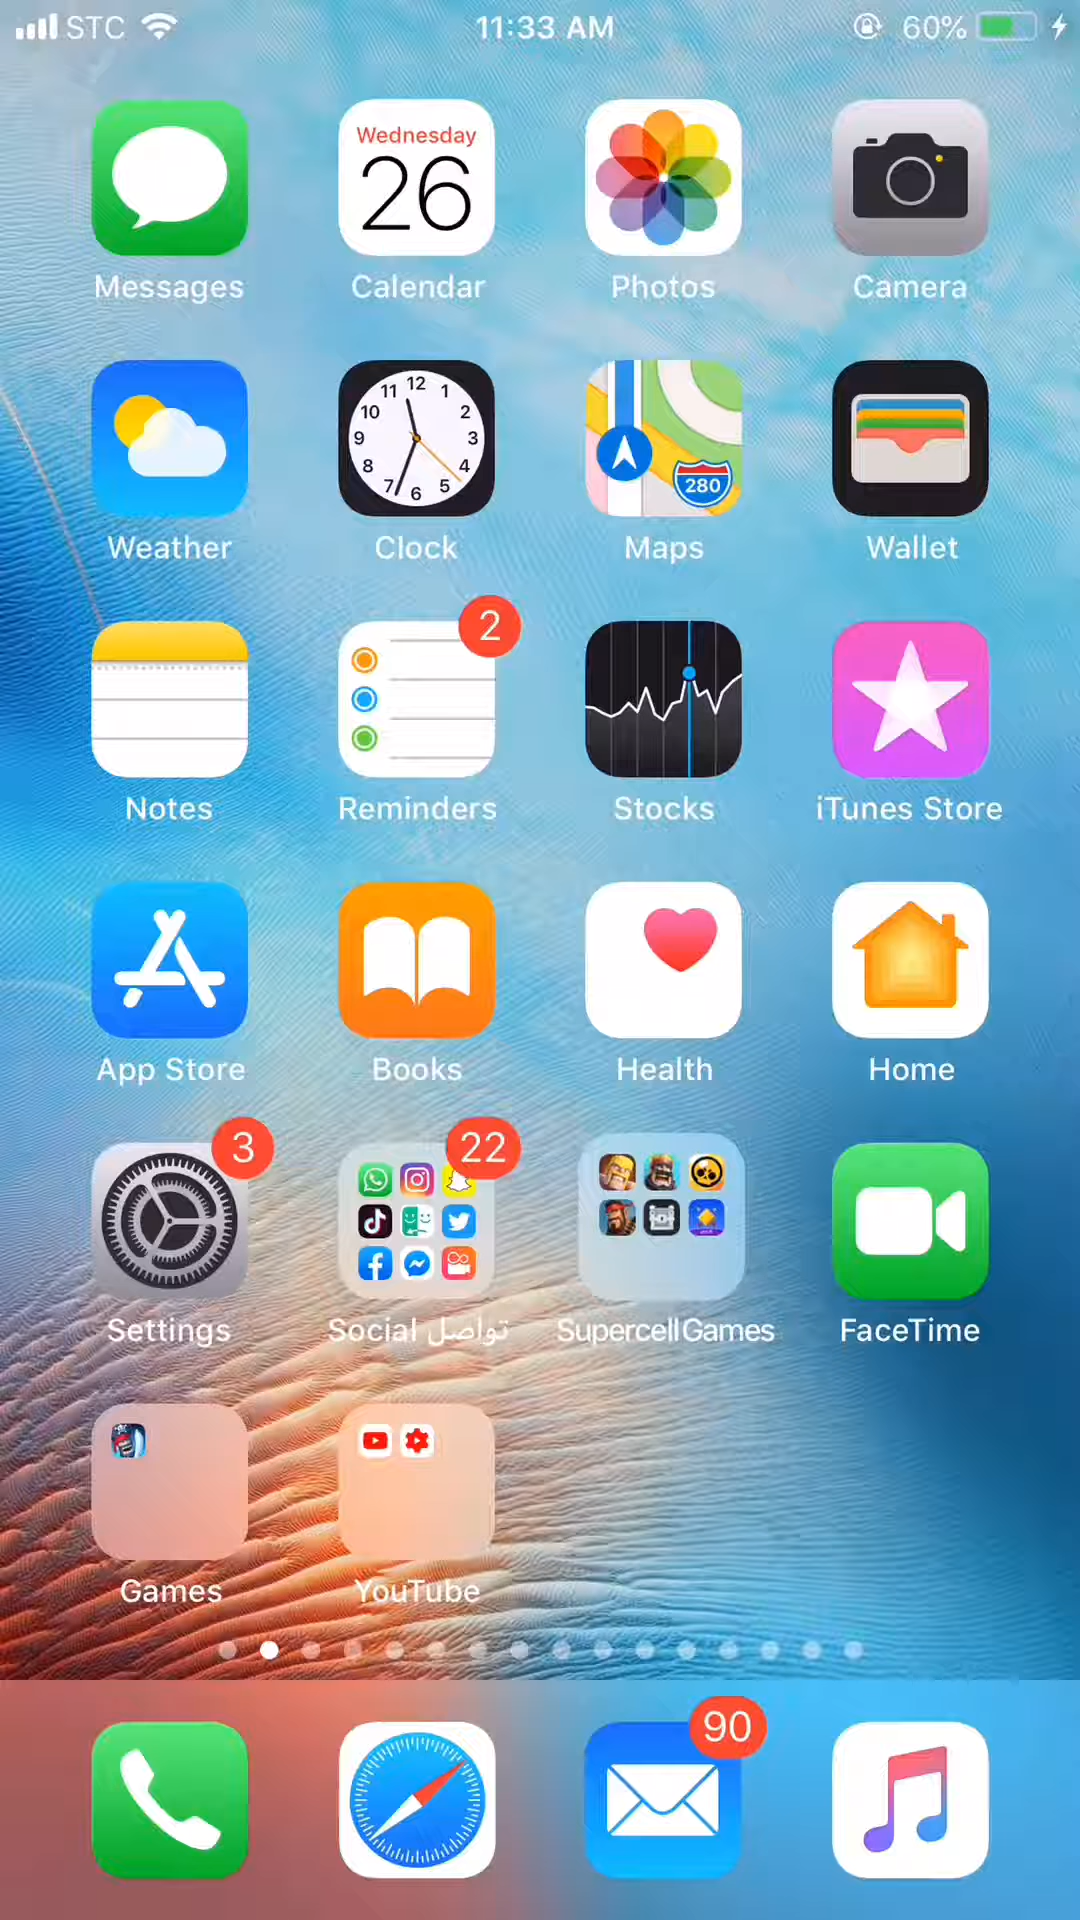 STC 11:33 AM 60%
Wednesday
26
Messages Calendar Photos Camera
12
11 1
10 2
9 3
8 4
7 6 5
280
Weather Clock Maps Wallet
2
Notes Reminders Stocks iTunes Store
App Store Books Health Home
3 22
Settings Social تواصل Supercell Games FaceTime
Games YouTube
90